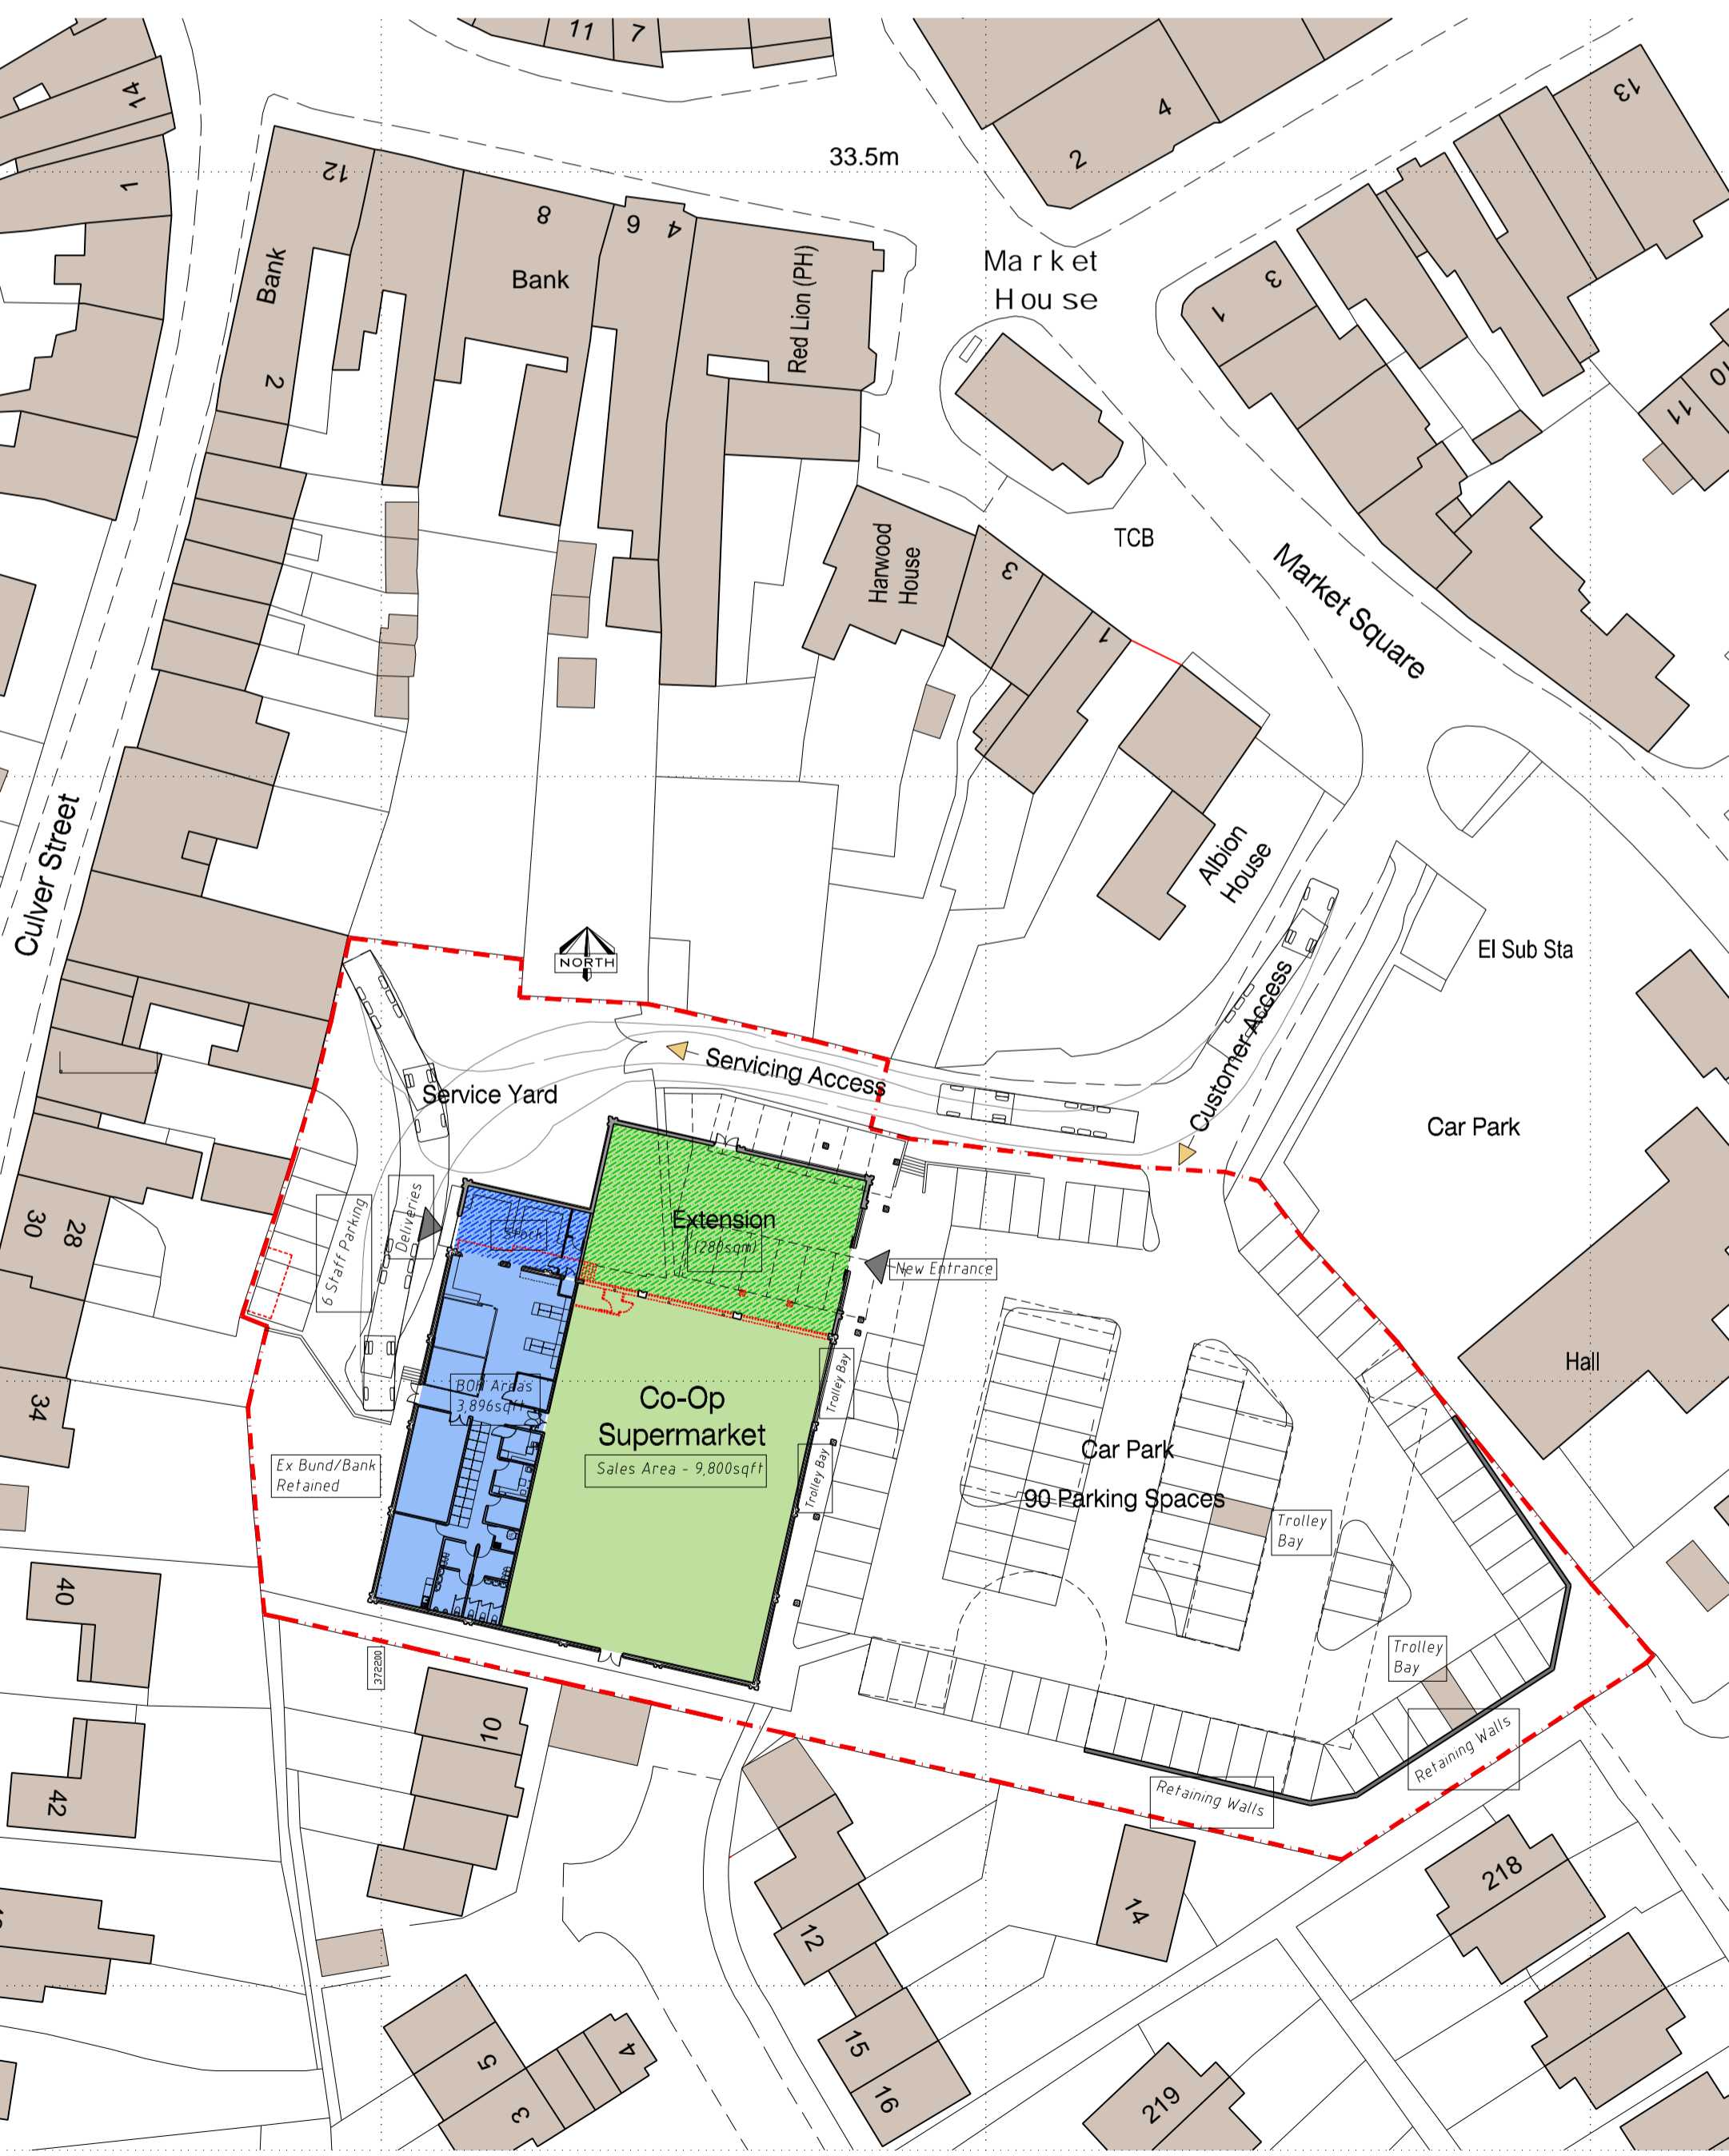 11
7
14
13
4
2
33.5m
12
1
8
6
4
Bank
Bank
Red Lion (PH)
Market
House
3
1
2
10
11
TCB
Harwood
House
3
1
Market Square
Culver Street
Albion
House
El Sub Sta
NORTH
Customer Access
Servicing Access
Service Yard
Car Park
6 Staff Parking
Deliveries
Stock
Extension
(280sqm)
New Entrance
30
28
34
Hall
BOH Areas
3,896sqft
Co-Op
Supermarket
Sales Area - 9,800sqft
Trolley Bay
Trolley Bay
Car Park
90 Parking Spaces
Trolley
Bay
Ex Bund/Bank
Retained
40
372200
Trolley
Bay
Retaining Walls
Retaining Walls
10
42
218
14
12
15
16
5
4
3
219